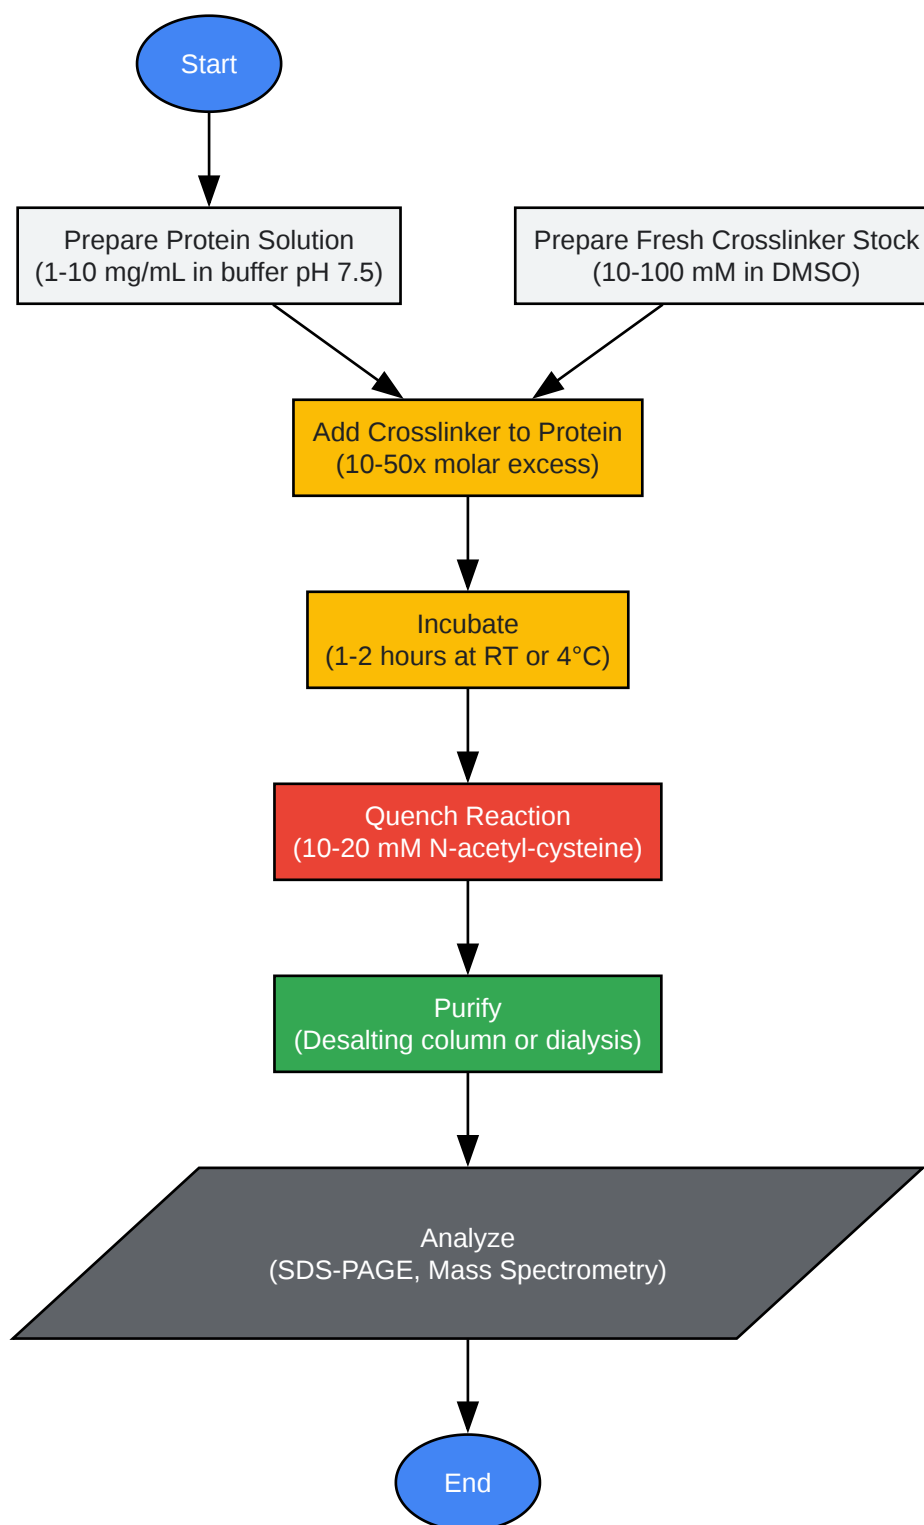 Start
Prepare Protein Solution
(1-10 mg/mL in buffer pH 7.5)
Prepare Fresh Crosslinker Stock
(10-100 mM in DMSO)
Add Crosslinker to Protein
(10-50x molar excess)
Incubate
(1-2 hours at RT or 4°C)
Quench Reaction
(10-20 mM N-acetyl-cysteine)
Purify
(Desalting column or dialysis)
Analyze
(SDS-PAGE, Mass Spectrometry)
End